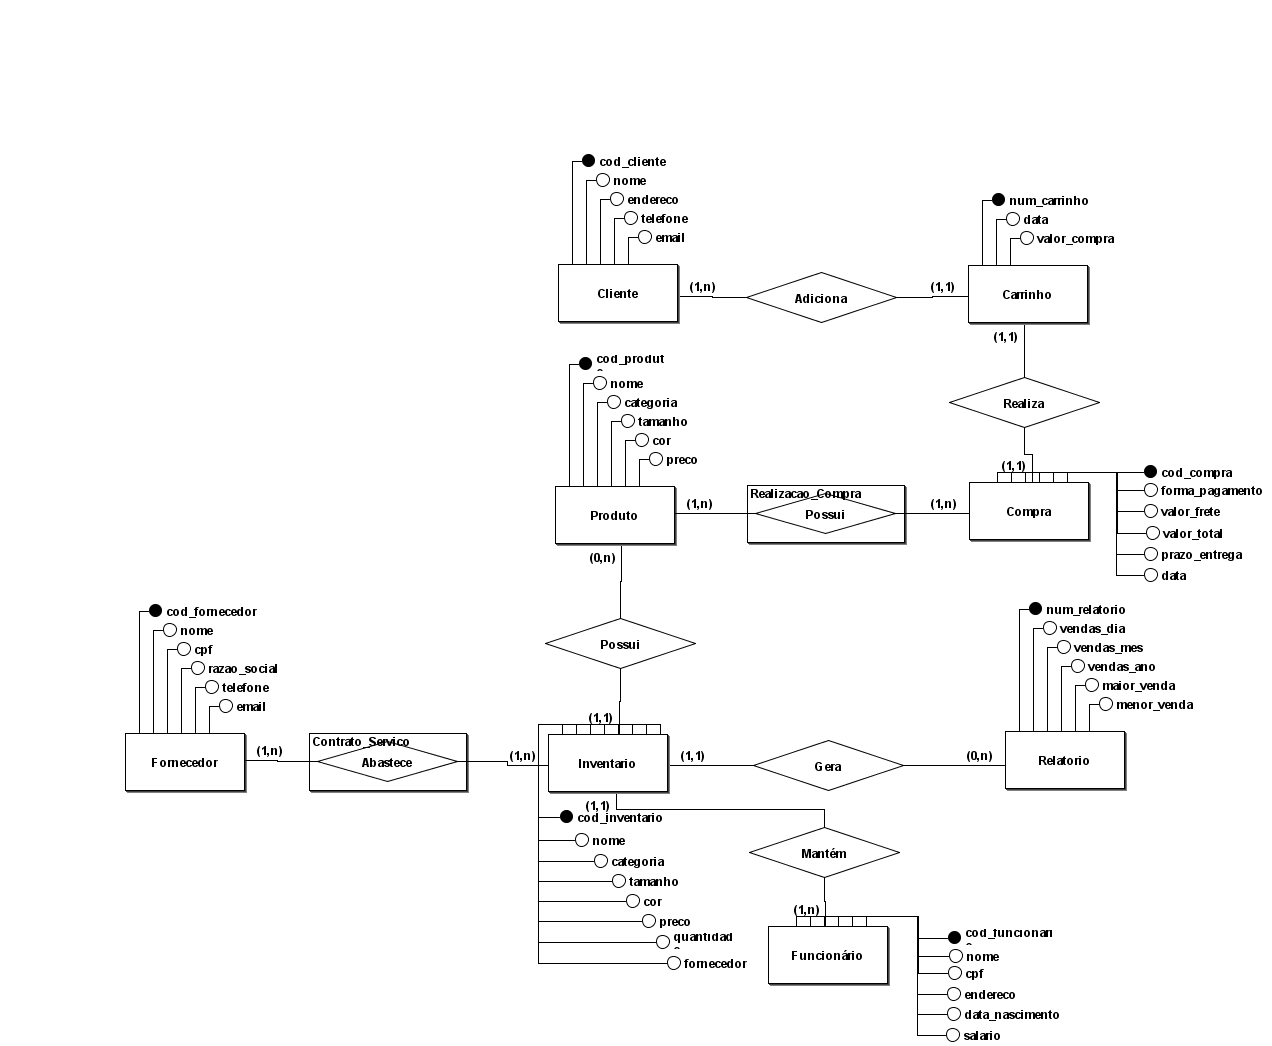 cod_cliente
nome
endereco
telefone
email
Cliente
(1,n)
Adiciona
(1,1)
num_carrinho
data
valor_compra
Carrinho
(1,1)
Realiza
(1,1)
cod_produt
nome
categoria
tamanho
cor
preco
Produto
(1,n)
Realizacao_Compra
Possui
(1,n)
Compra
cod_compra
forma_pagamento
valor_frete
valor_total
prazo_entrega
data
(0,n)
Possui
(1,1)
cod_fornecedor
nome
cpf
razao_social
telefone
email
Fornecedor
(1,n)
Contrato_Servico
Abastece
(1,n)
Inventario
(1,1)
Gera
(0,n)
num_relatorio
vendas_dia
vendas_mes
vendas_ano
maior_venda
menor_venda
Relatorio
(1,1)
cod_inventario
nome
categoria
tamanho
cor
preco
quantidad
fornecedor
Mantém
(1,n)
Funcionário
cod_funcionari
nome
cpf
endereco
data_nascimento
salario